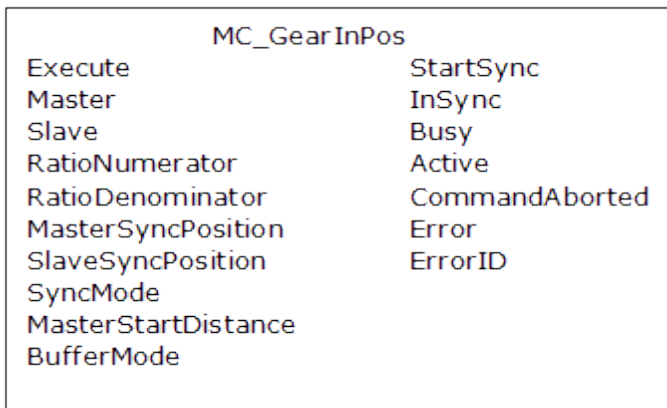 MC_GearInPos
Execute StartSync
Master InSync
Slave Busy
RatioNumerator Active
RatioDenominator CommandAborted
MasterSyncPosition Error
SlaveSyncPosition ErrorID
SyncMode
MasterStartDistance
BufferMode